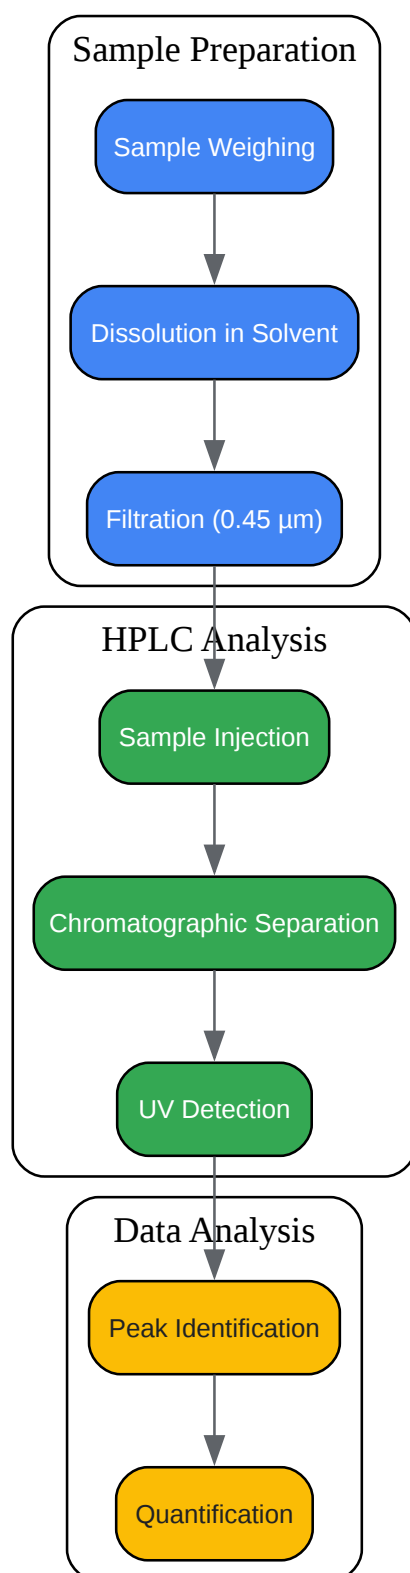 Sample Preparation
Sample Weighing
Dissolution in Solvent
Filtration (0.45 µm)
HPLC Analysis
Sample Injection
Chromatographic Separation
UV Detection
Data Analysis
Peak Identification
Quantification